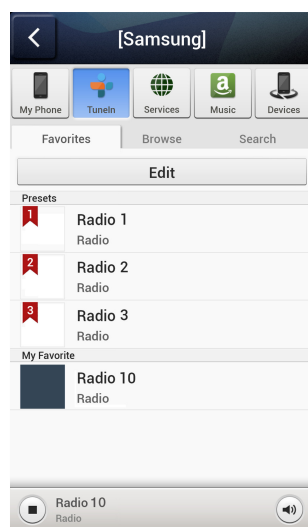 [Samsung]
My Phone TuneIn Services Music Devices
Favorites Browse Search
Edit
Presets
1
Radio 1
Radio
2
Radio 2
Radio
3
Radio 3
Radio
My Favorite
Radio 10
Radio
Radio 10
Radio